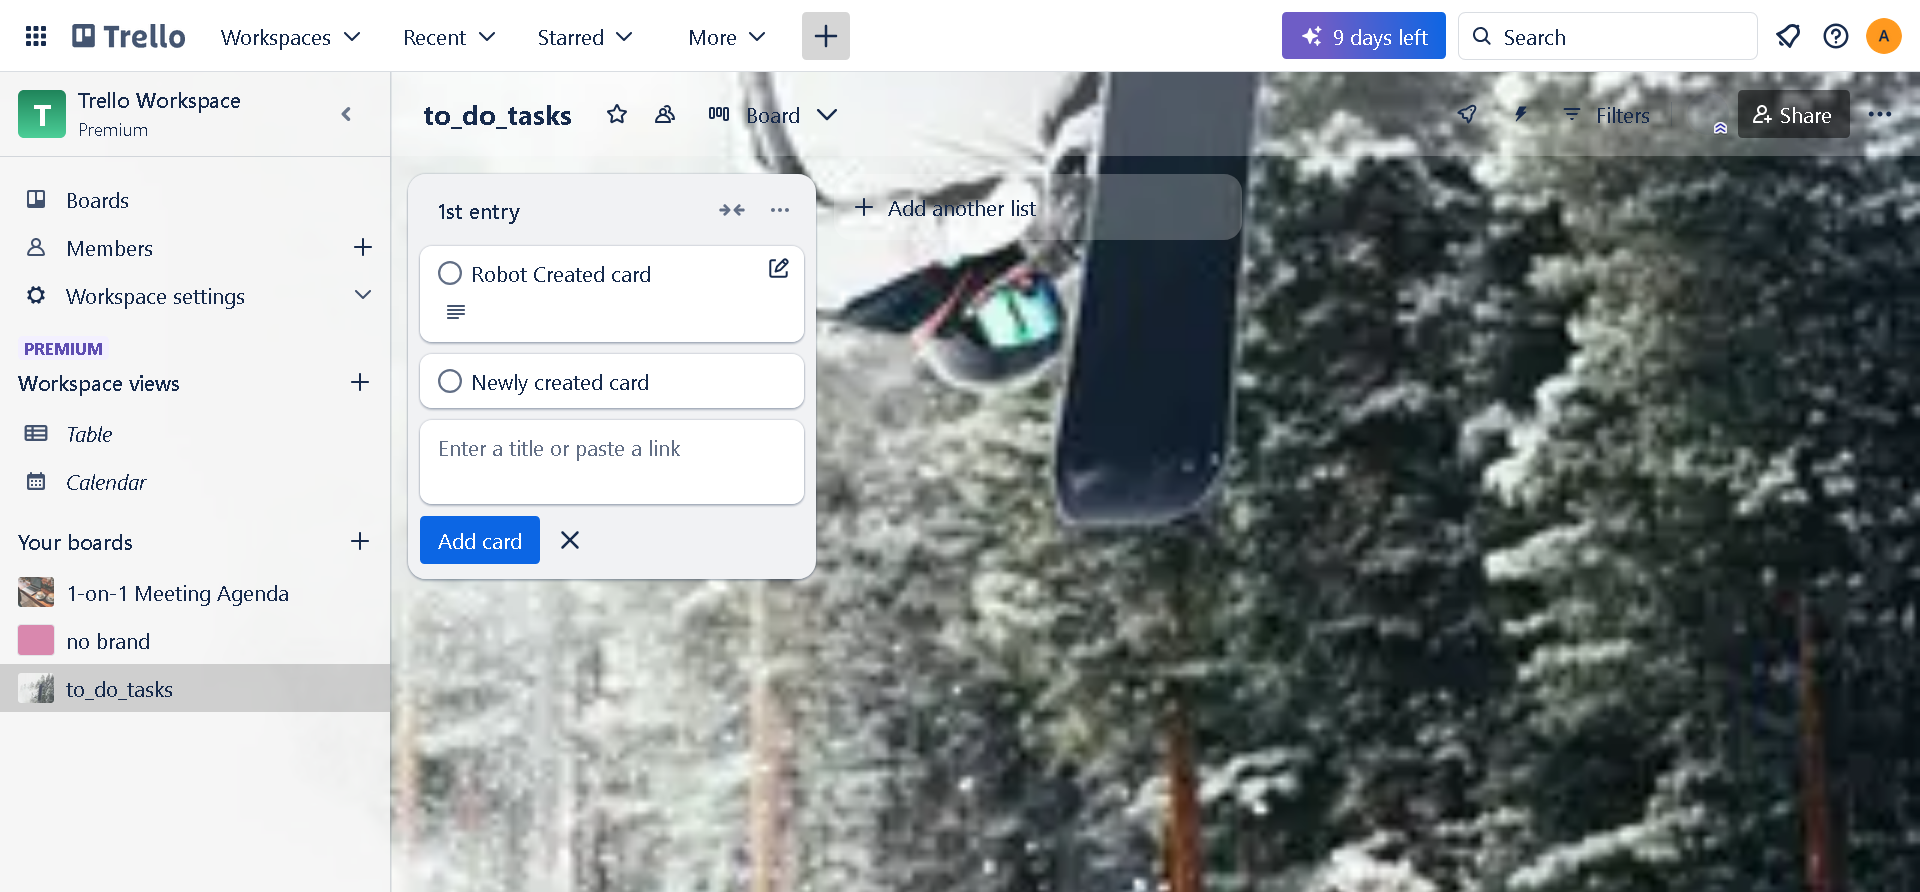 Trello
Workspaces
Recent
Starred
More
9 days left
Search
A
T
Trello Workspace
Premium
to_do_tasks
Board
Filters
Share
Boards
Members
Workspace settings
PREMIUM
Workspace views
Table
Calendar
Your boards
1-on-1 Meeting Agenda
no brand
to_do_tasks
1st entry
Robot Created card
Newly created card
Enter a title or paste a link
Add card
Add another list